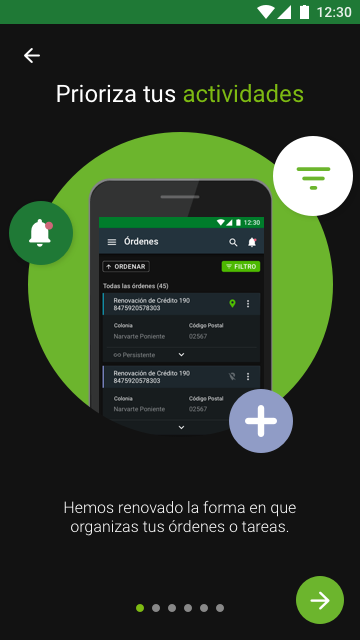 12:30
Prioriza tus actividades
12:30
Órdenes
ORDENAR
FILTRO
Todas las órdenes (45)
Renovación de Crédito 190
8475920578303
Colonia
Código Postal
Narvarte Poniente
02567
Persistente
Renovación de Crédito 190
8475920578303
Colonia
Código Postal
Narvarte Poniente
02567
Hemos renovado la forma en que
organizas tus órdenes o tareas.